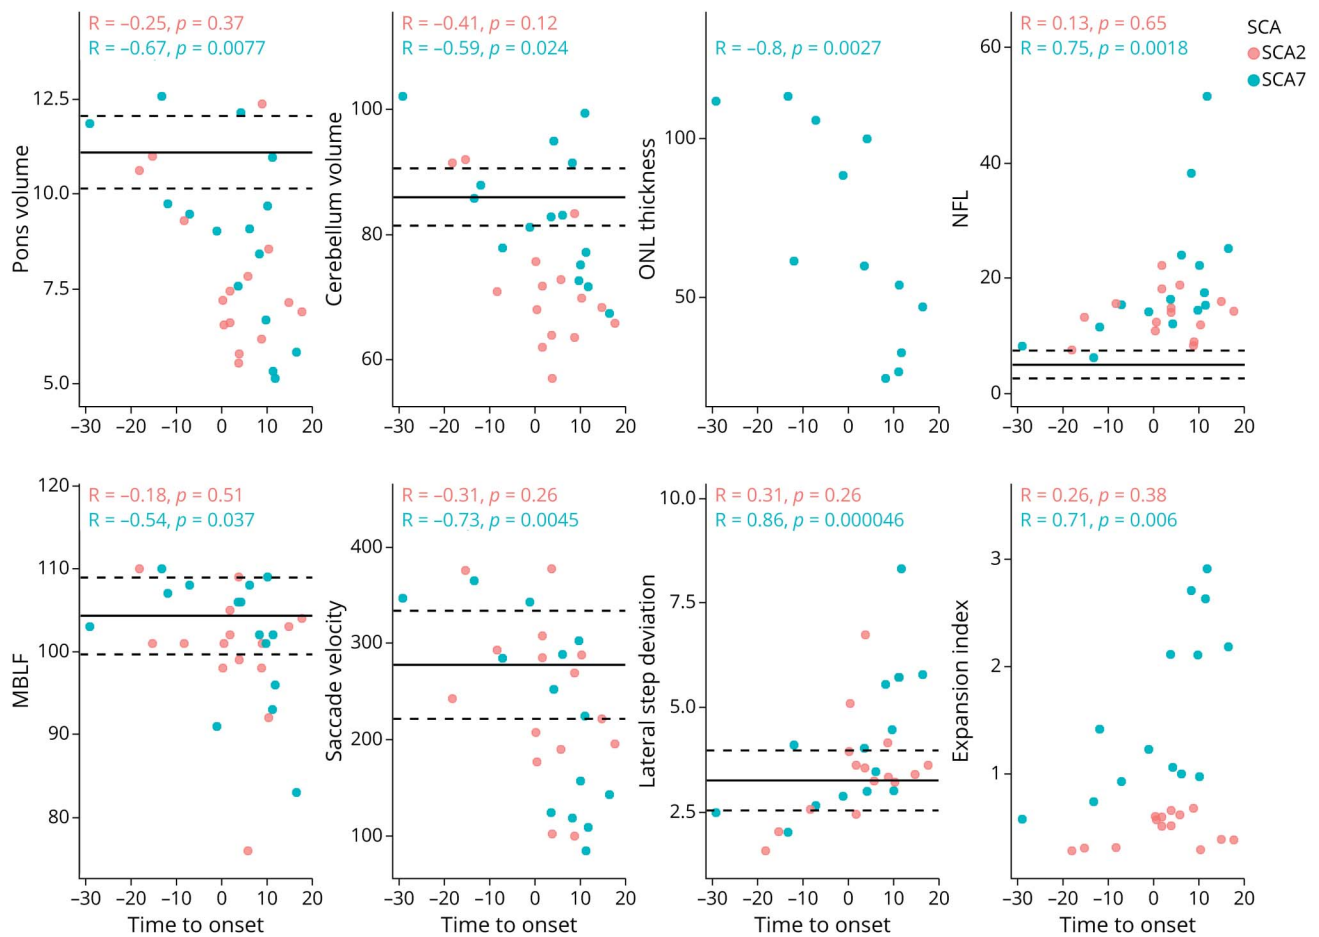 R = –0.25, p = 0.37
R = –0.67, p = 0.0077
Pons volume
12.5
10.0
7.5
5.0
–30 –20 –10 0 10 20
R = –0.41, p = 0.12
R = –0.59, p = 0.024
Cerebellum volume
100
80
60
–30 –20 –10 0 10 20
R = –0.8, p = 0.0027
ONL thickness
100
50
–30 –20 –10 0 10 20
R = 0.13, p = 0.65
R = 0.75, p = 0.0018
NFL
60
40
20
0
–30 –20 –10 0 10 20
SCA
SCA2
SCA7
R = –0.18, p = 0.51
R = –0.54, p = 0.037
MBLF
120
110
100
90
80
–30 –20 –10 0 10 20
Time to onset
R = –0.31, p = 0.26
R = –0.73, p = 0.0045
Saccade velocity
400
300
200
100
–30 –20 –10 0 10 20
Time to onset
R = 0.31, p = 0.26
R = 0.86, p = 0.000046
Lateral step deviation
10.0
7.5
5.0
2.5
–30 –20 –10 0 10 20
Time to onset
R = 0.26, p = 0.38
R = 0.71, p = 0.006
Expansion index
3
2
1
–30 –20 –10 0 10 20
Time to onset